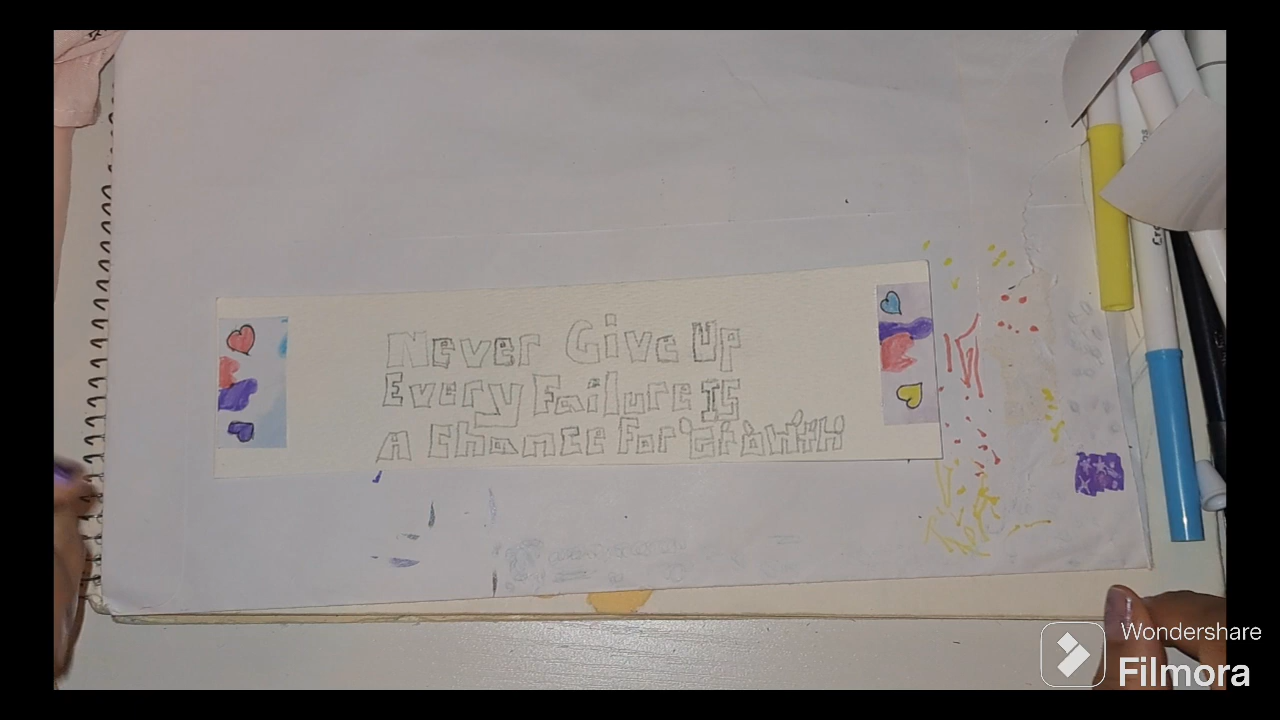 Never Give Up
Every Failure Is
A Chance For Growth
Wondershare
Filmora